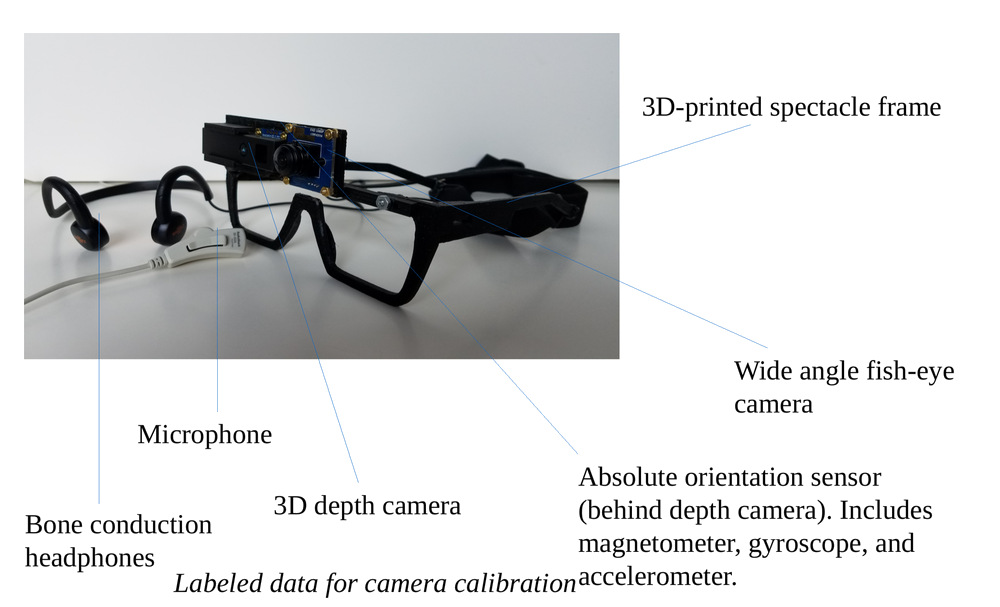 3D-printed spectacle frame
Wide angle fish-eye
camera
Microphone
Absolute orientation sensor
(behind depth camera). Includes
magnetometer, gyroscope, and
accelerometer.
3D depth camera
Bone conduction
headphones
Labeled data for camera calibration